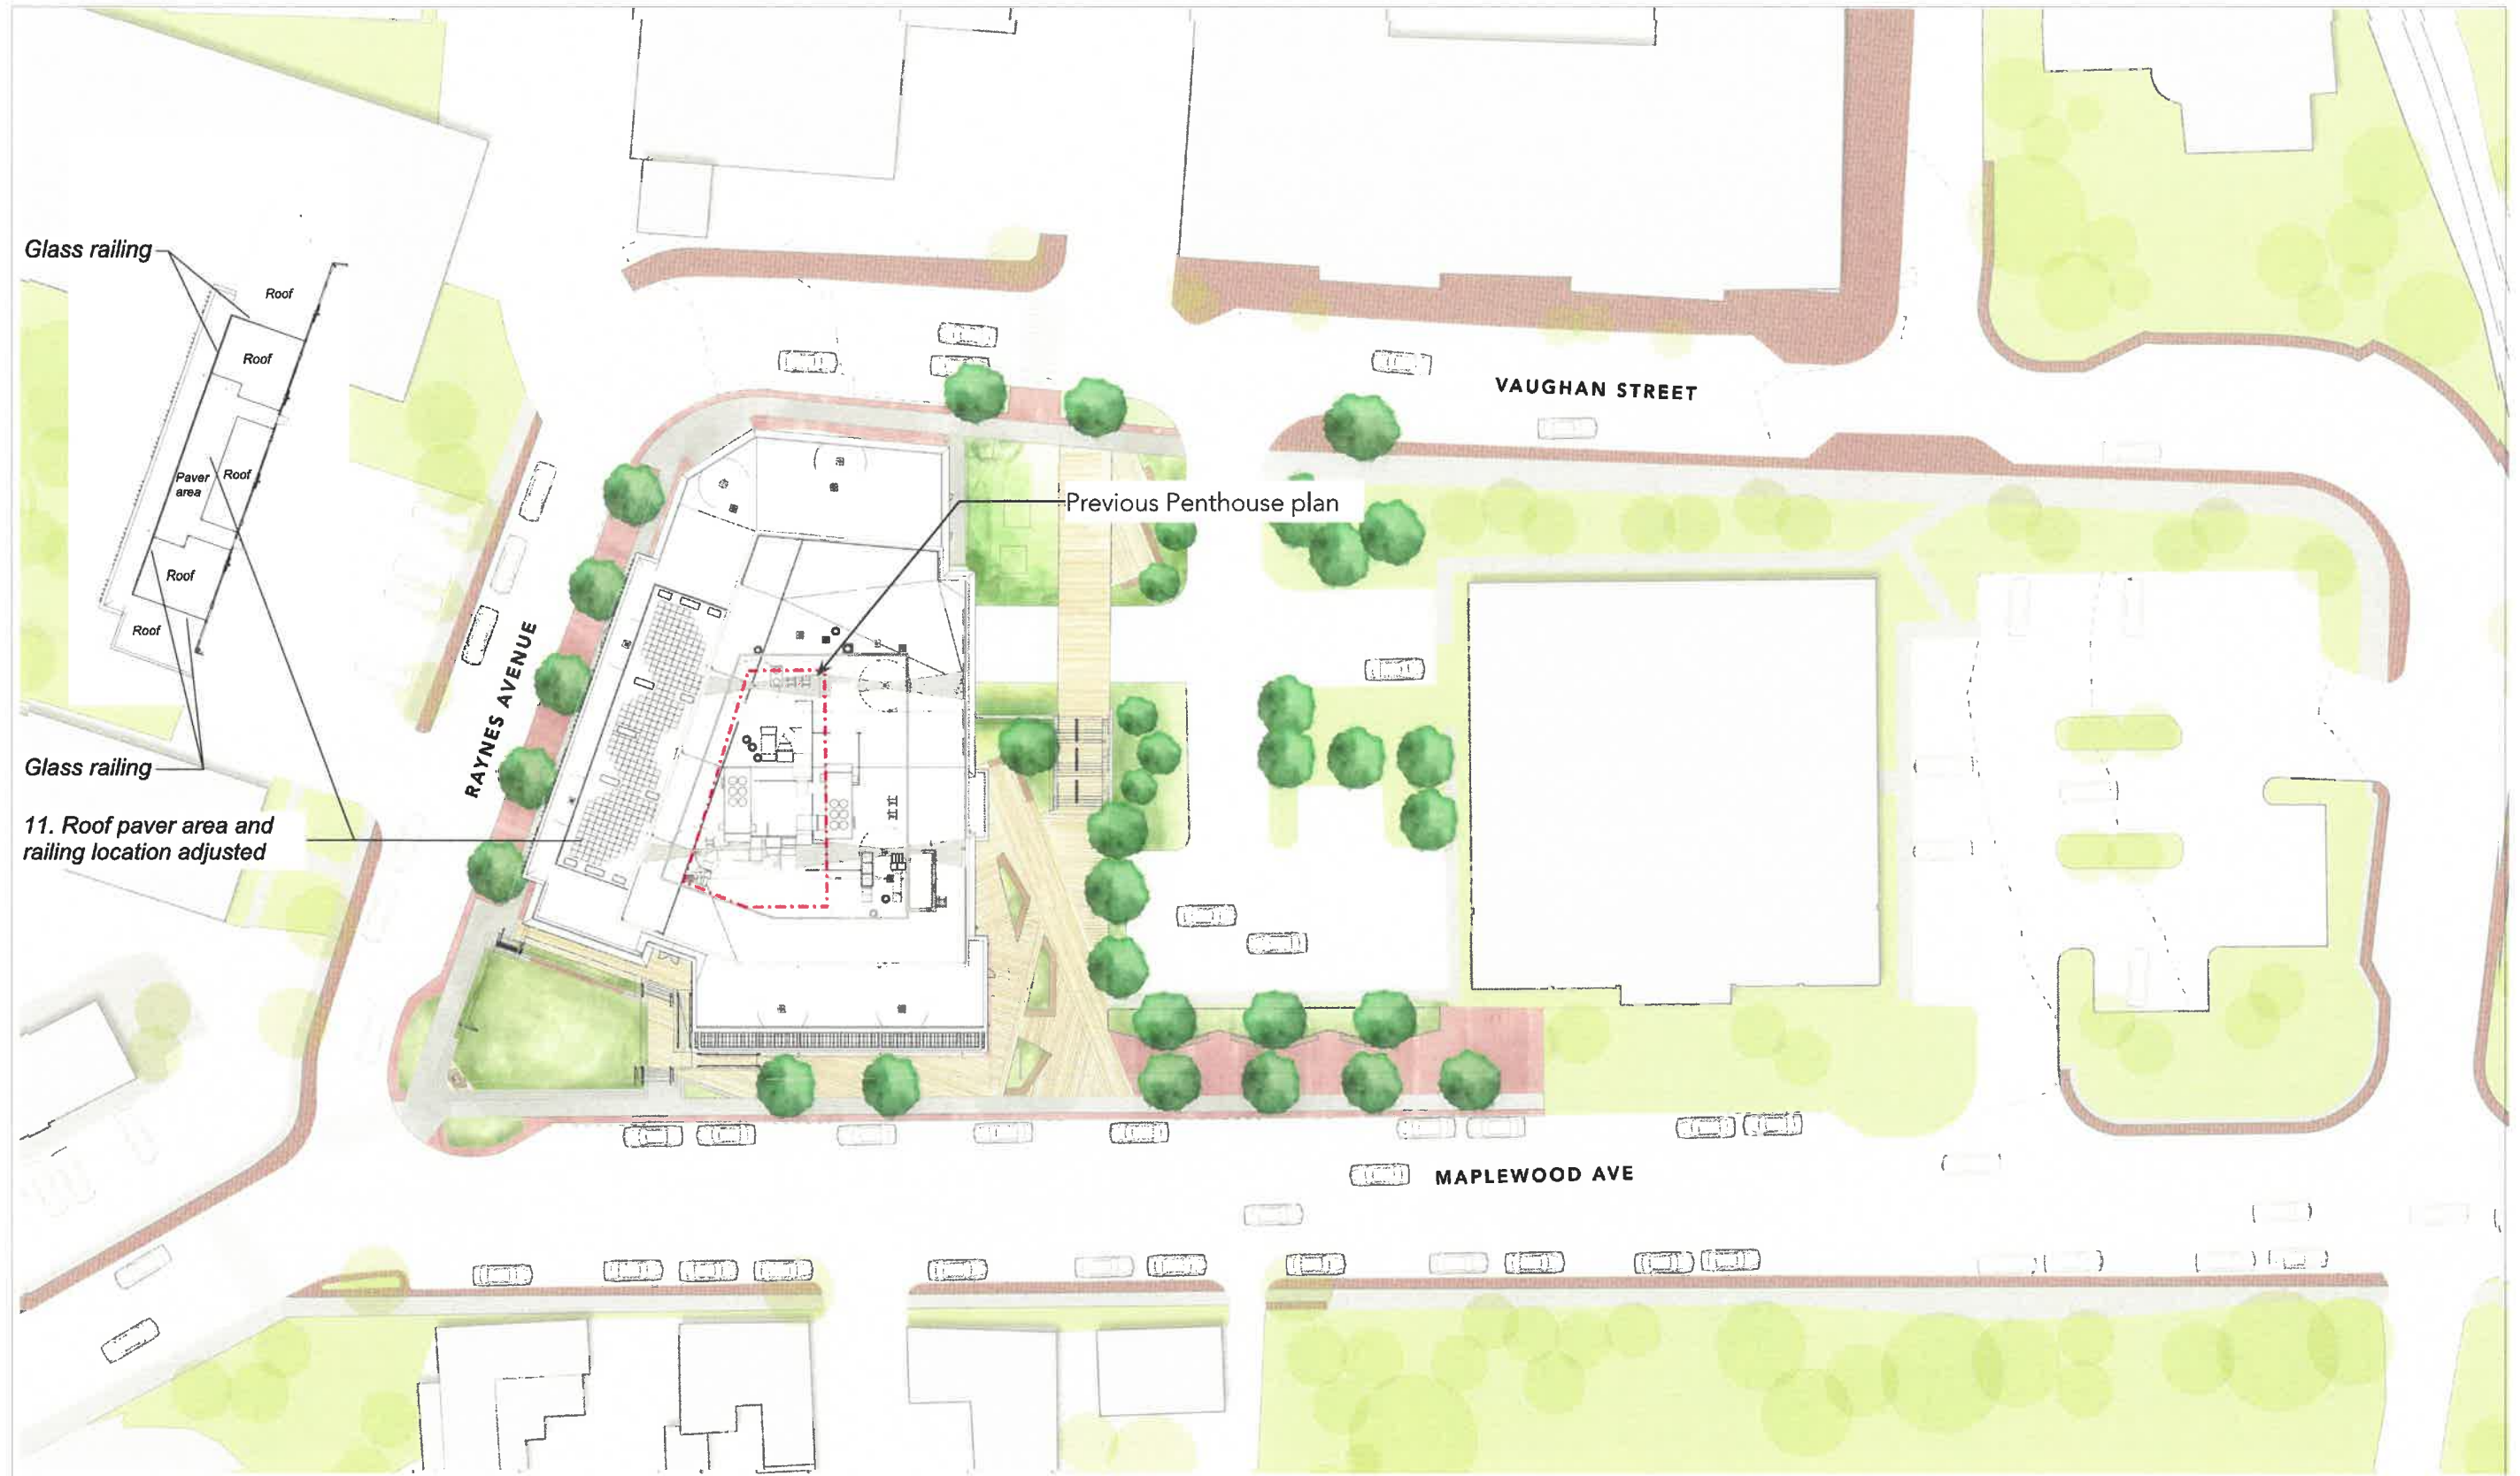 Glass railing
Roof
Roof
VAUGHAN STREET
Paver
area
Roof
Previous Penthouse plan
Roof
Roof
RAYNES AVENUE
Glass railing
11. Roof paver area and
railing location adjusted
MAPLEWOOD AVE